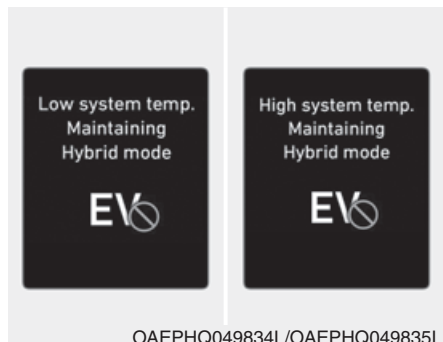 Low system temp.
Maintaining
Hybrid mode
EV
High system temp.
Maintaining
Hybrid mode
EV
OAEPHQ049834L/OAEPHQ049835L